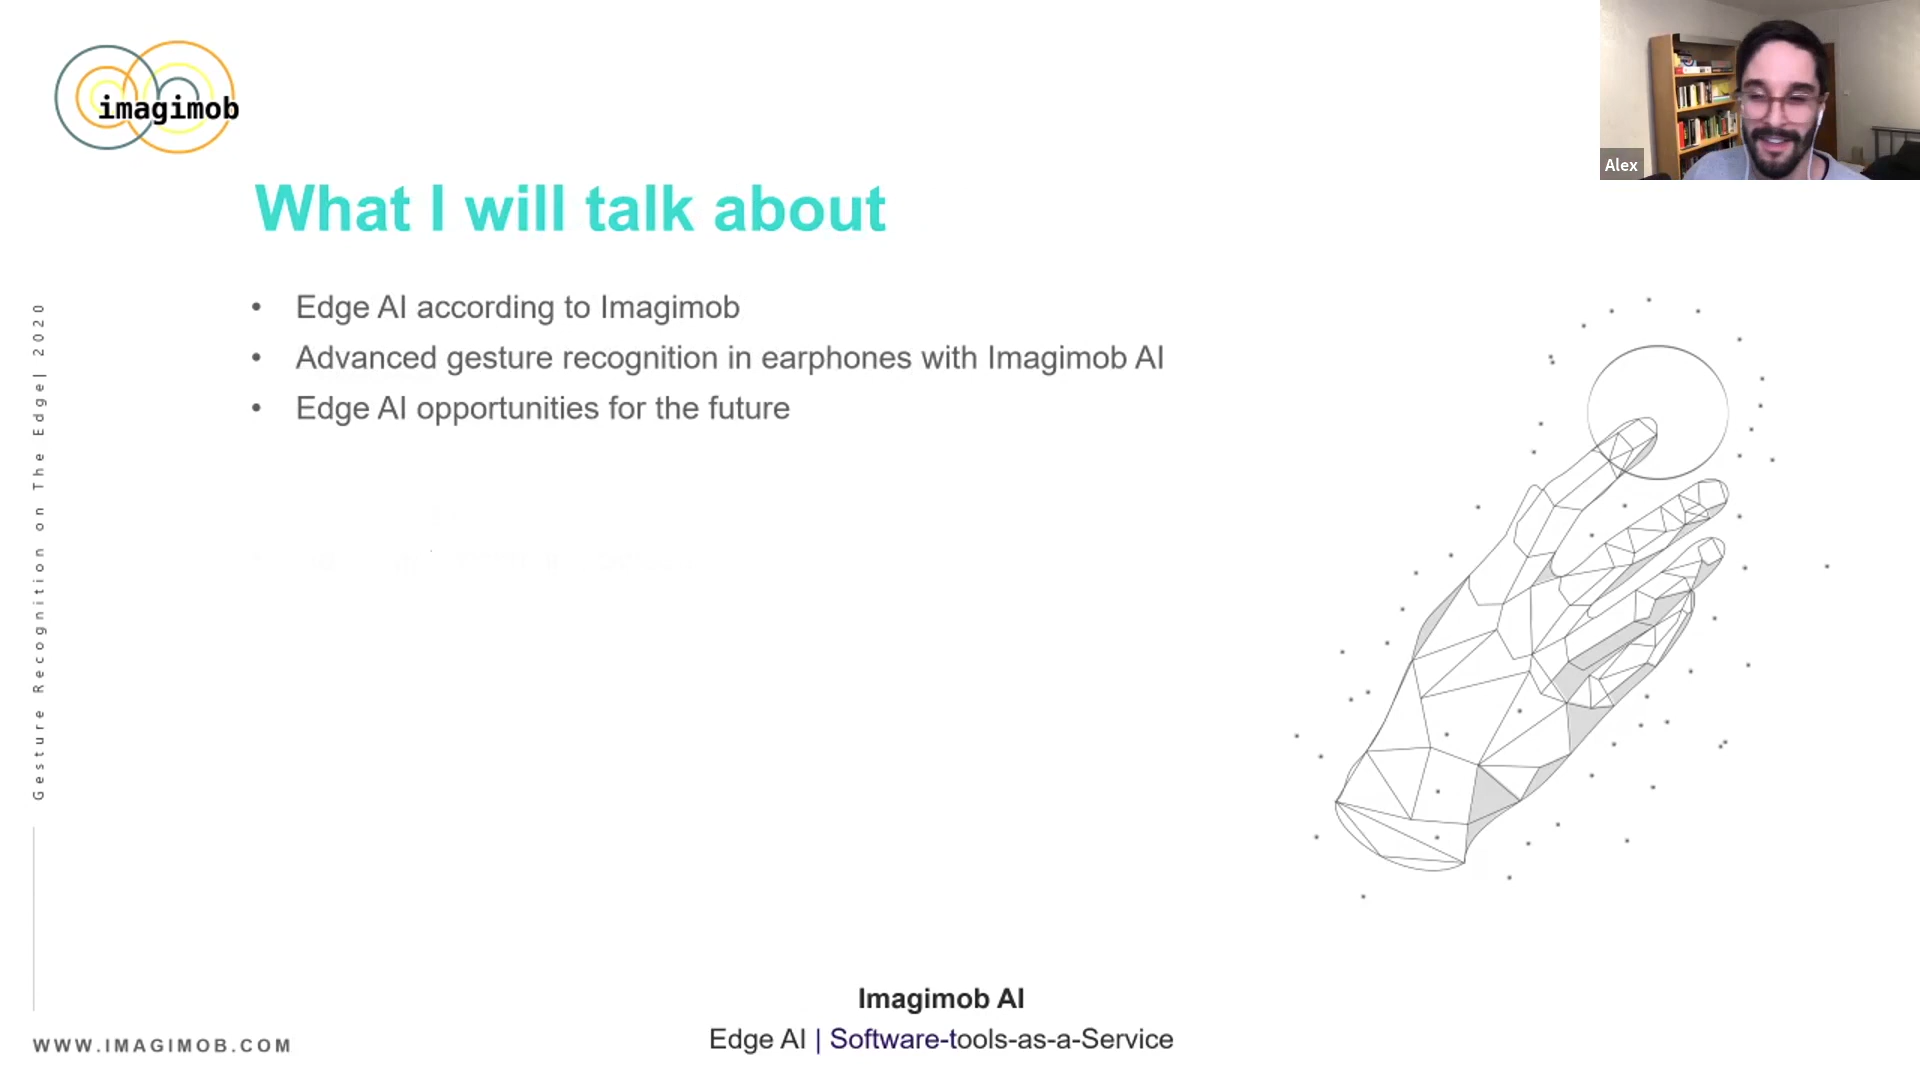 imagimob
Alex
What I will talk about
• Edge AI according to Imagimob
• Advanced gesture recognition in earphones with Imagimob AI
• Edge AI opportunities for the future
Gesture Recognition on The Edge| 2020
Imagimob AI
Edge AI | Software-tools-as-a-Service
WWW.IMAGIMOB.COM